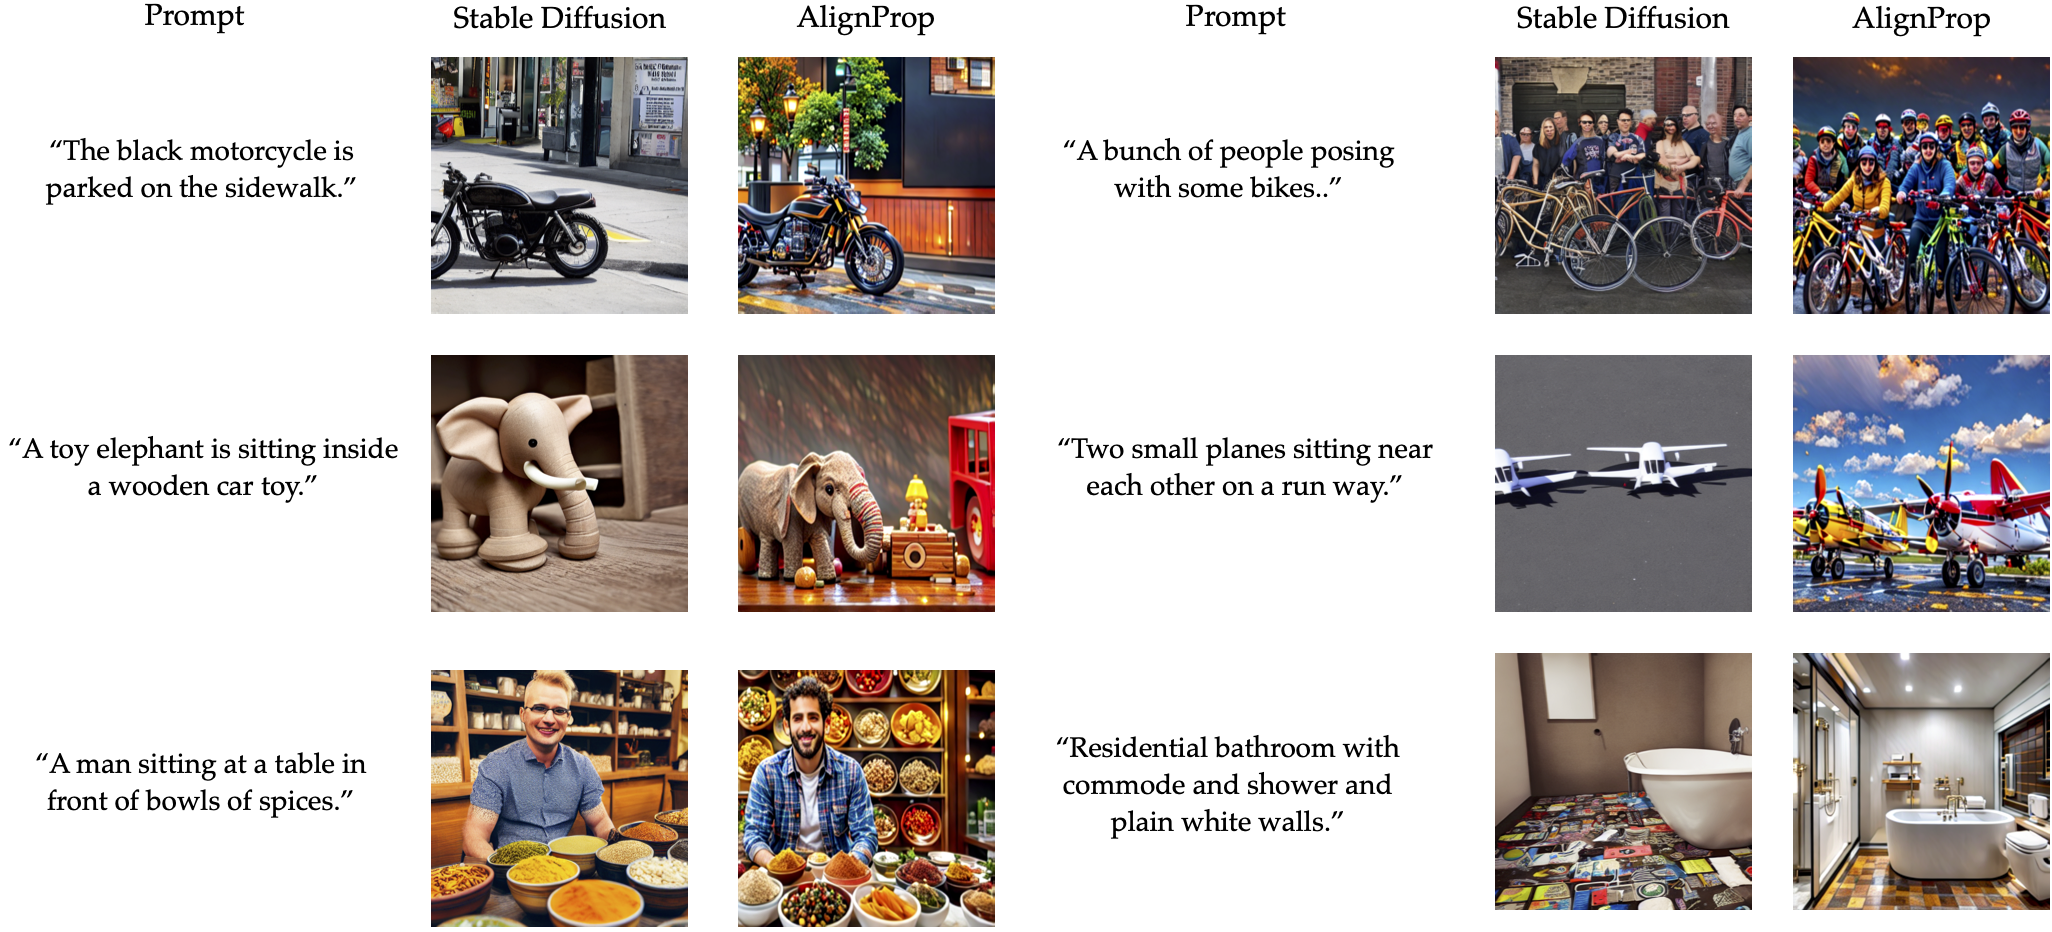 Prompt
Stable Diffusion
AlignProp
Prompt
Stable Diffusion
AlignProp
“The black motorcycle is
parked on the sidewalk.”
“A bunch of people posing
with some bikes..”
“A toy elephant is sitting inside
a wooden car toy.”
“Two small planes sitting near
each other on a run way.”
“A man sitting at a table in
front of bowls of spices.”
“Residential bathroom with
commode and shower and
plain white walls.”